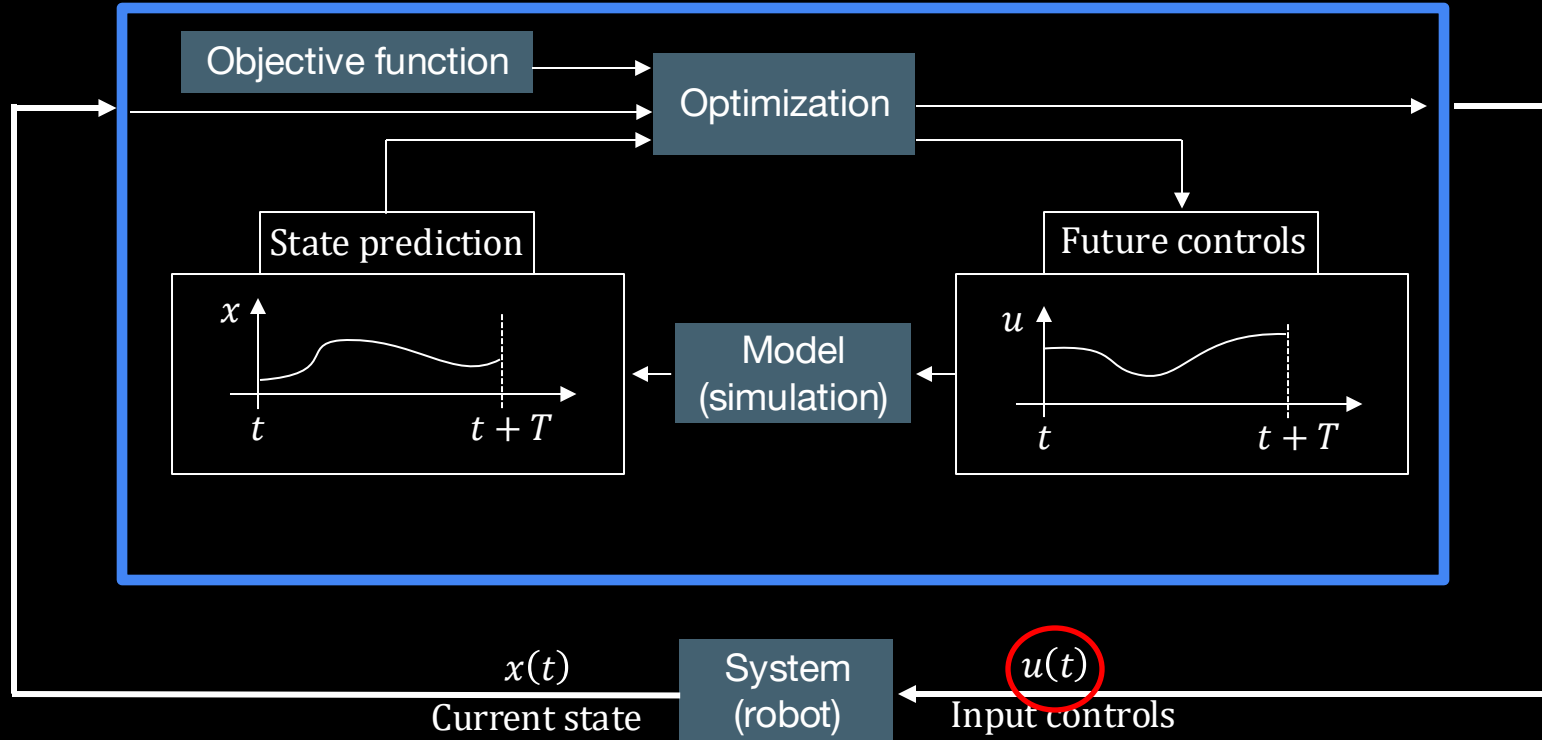 Objective function
Optimization
State prediction
Future controls
x
t
t + T
Model
(simulation)
u
t
t + T
x(t)
Current state
System
(robot)
u(t)
Input controls